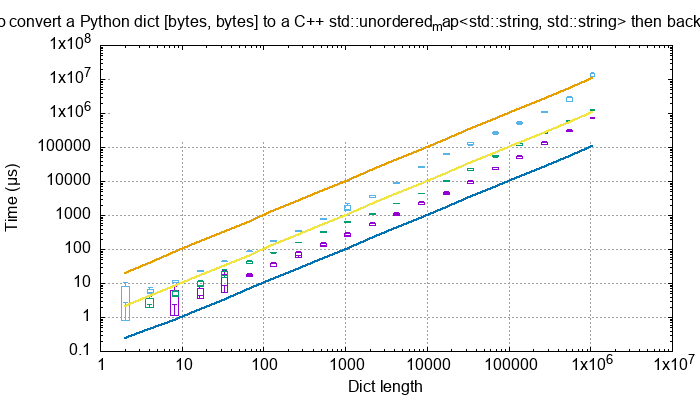 o convert a Python dict [bytes, bytes] to a C++ std::unordered_map<std::string, std::string> then back
1x10^8
1x10^7
1x10^6
100000
10000
1000
100
10
1
0.1
Time (µs)
1 10 100 1000 10000 100000 1x10^6 1x10^7
Dict length